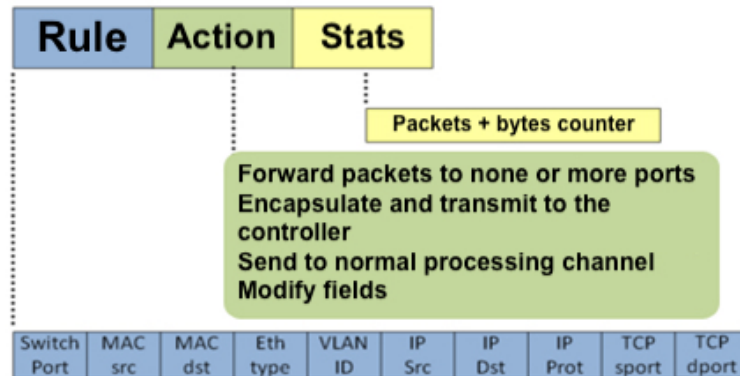 Rule Action Stats
Packets + bytes counter
Forward packets to none or more ports
Encapsulate and transmit to the
controller
Send to normal processing channel
Modify fields
Switch MAC MAC Eth VLAN IP IP IP TCP TCP
Port src dst type ID Src Dst Prot sport dport